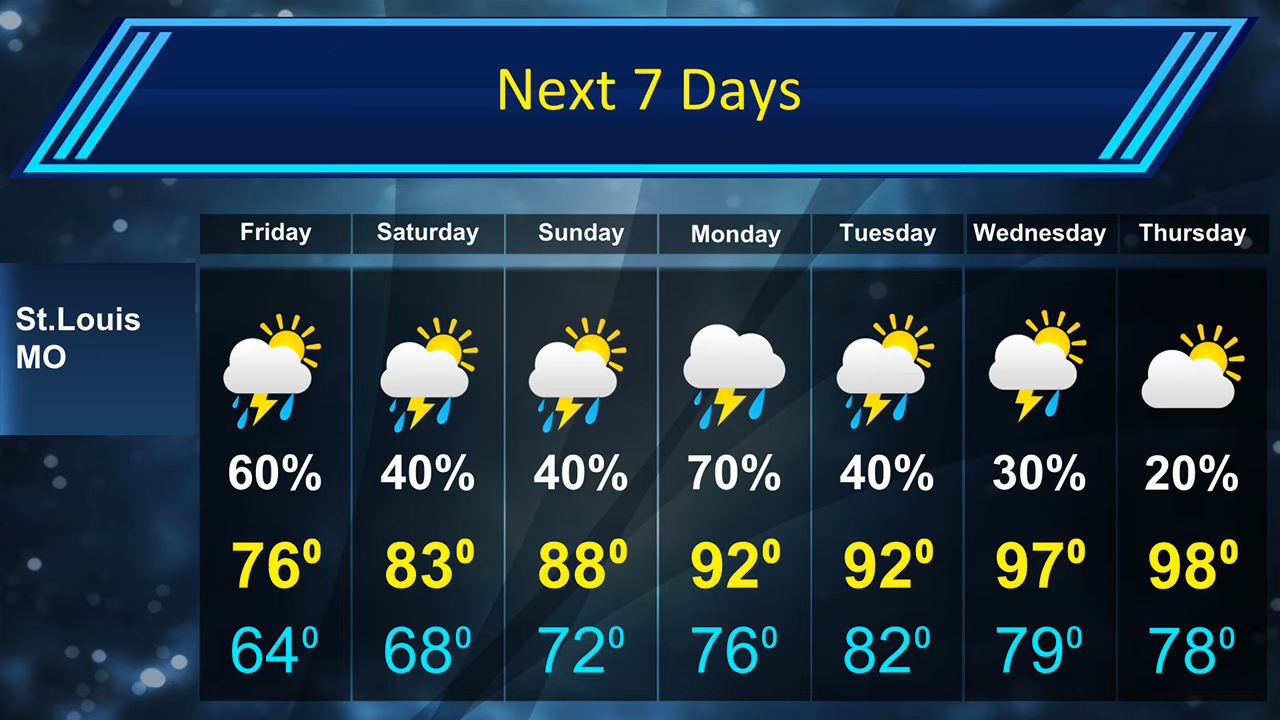 Next 7 Days
Friday Saturday Sunday Monday Tuesday Wednesday Thursday
St.Louis
MO
60% 40% 40% 70% 40% 30% 20%
76⁰ 83⁰ 88⁰ 92⁰ 92⁰ 97⁰ 98⁰
64⁰ 68⁰ 72⁰ 76⁰ 82⁰ 79⁰ 78⁰